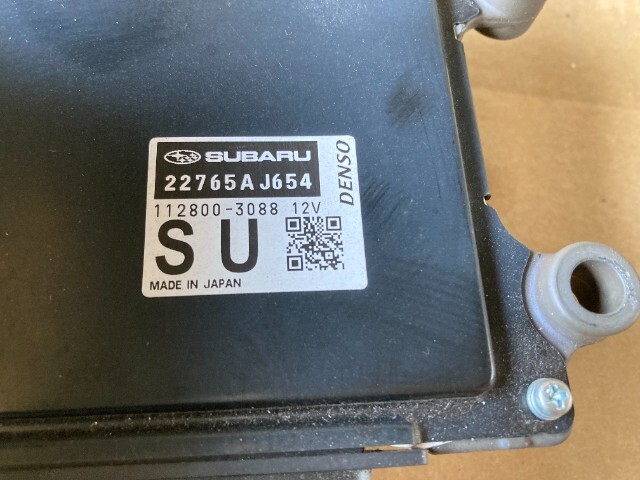 SUBARU
22765AJ654
DENSO
112800-3088 12V
SU
MADE IN JAPAN